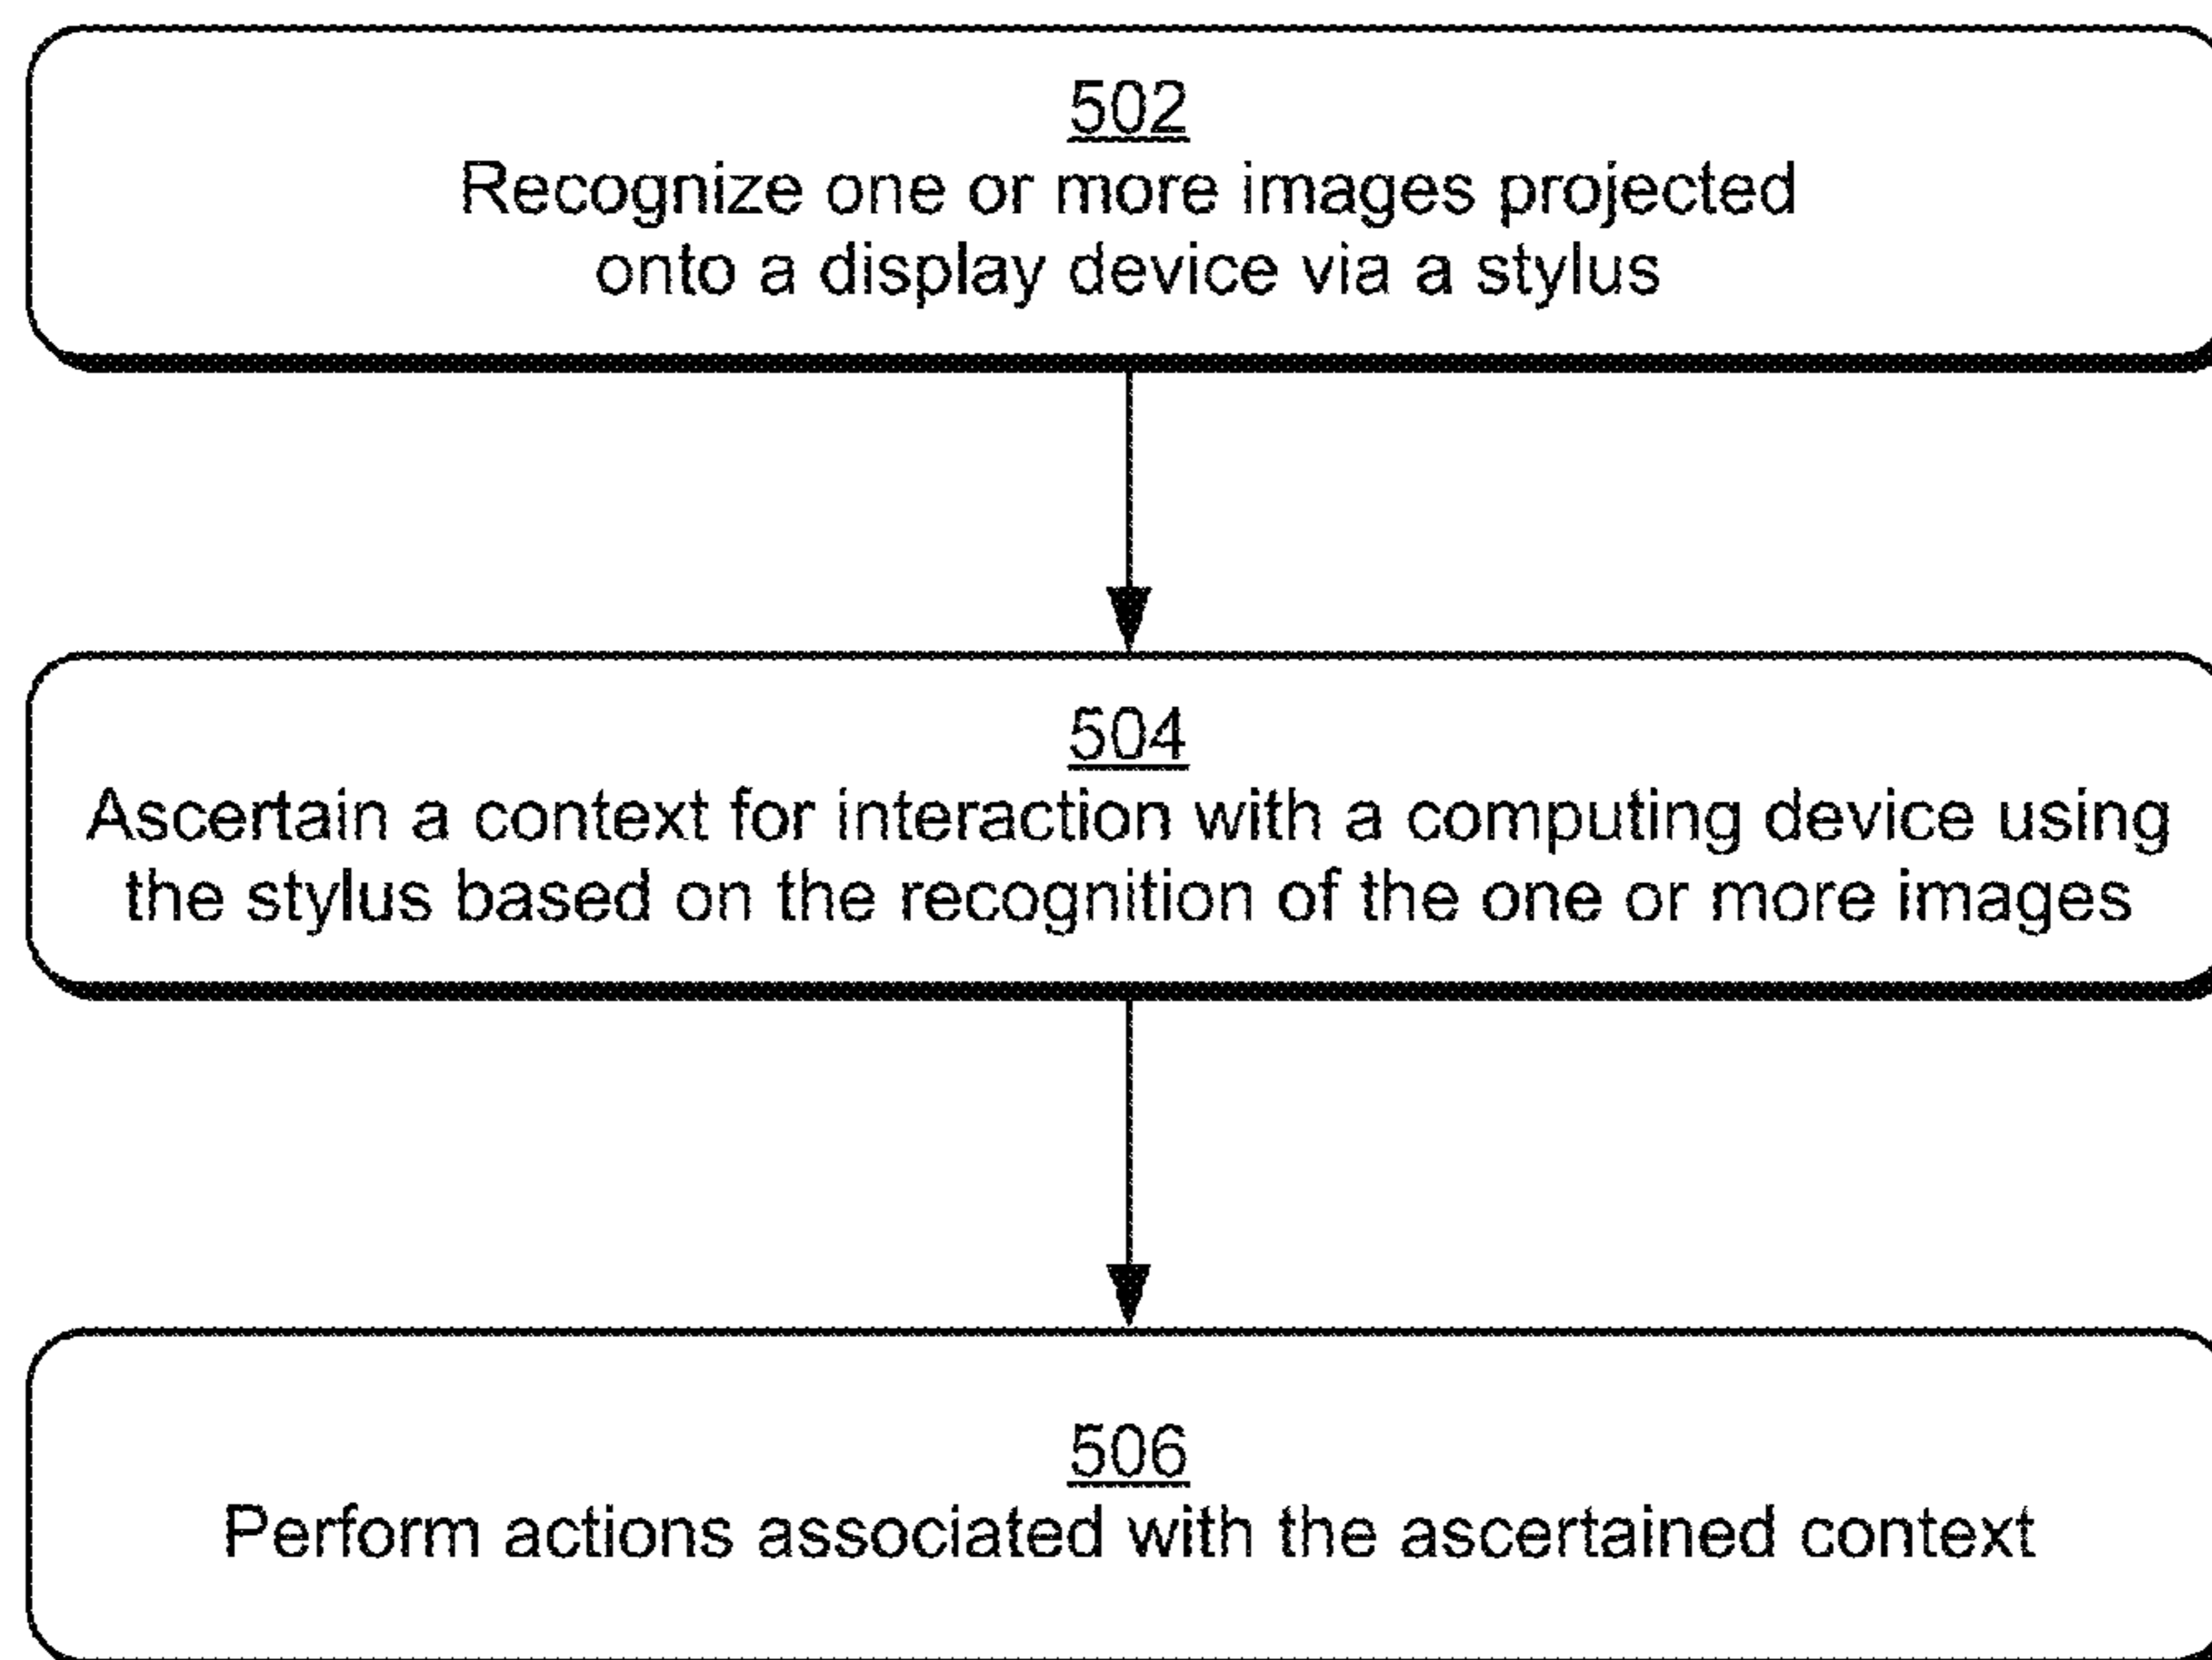 502
Recognize one or more images projected
onto a display device via a stylus
504
Ascertain a context for interaction with a computing device using
the stylus based on the recognition of the one or more images
506
Perform actions associated with the ascertained context